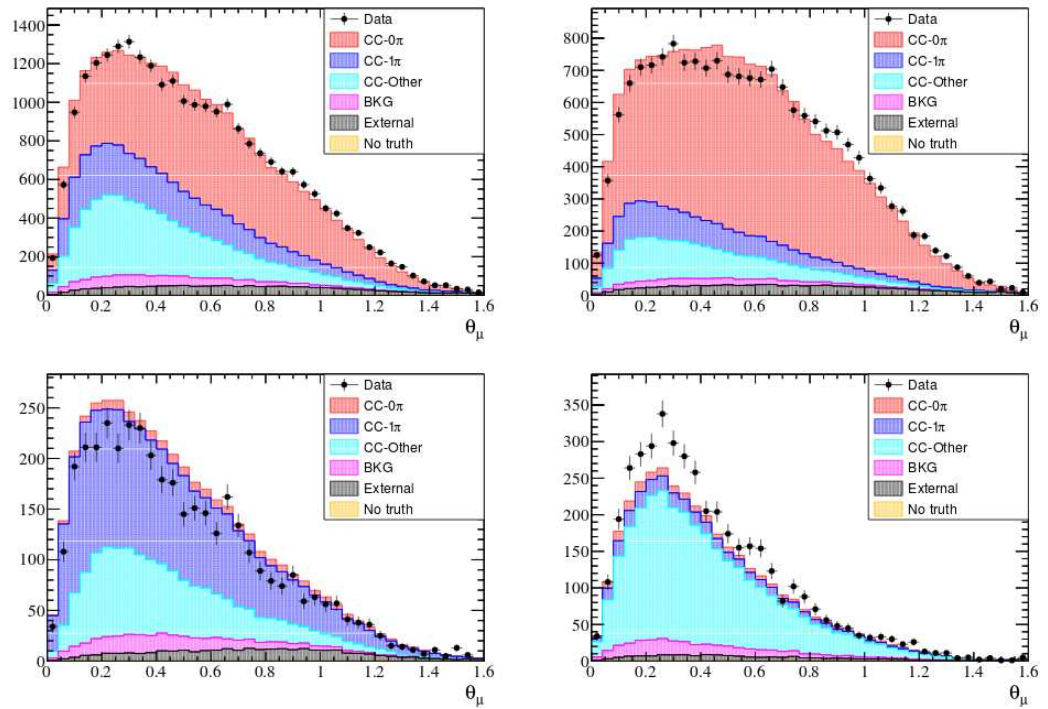 1400
1200
1000
800
600
400
200
0
0 0.2 0.4 0.6 0.8 1 1.2 1.4 1.6
θμ
Data
CC-0π
CC-1π
CC-Other
BKG
External
No truth
800
700
600
500
400
300
200
100
0
0 0.2 0.4 0.6 0.8 1 1.2 1.4 1.6
θμ
Data
CC-0π
CC-1π
CC-Other
BKG
External
No truth
250
200
150
100
50
0
0 0.2 0.4 0.6 0.8 1 1.2 1.4 1.6
θμ
Data
CC-0π
CC-1π
CC-Other
BKG
External
No truth
350
300
250
200
150
100
50
0
0 0.2 0.4 0.6 0.8 1 1.2 1.4 1.6
θμ
Data
CC-0π
CC-1π
CC-Other
BKG
External
No truth